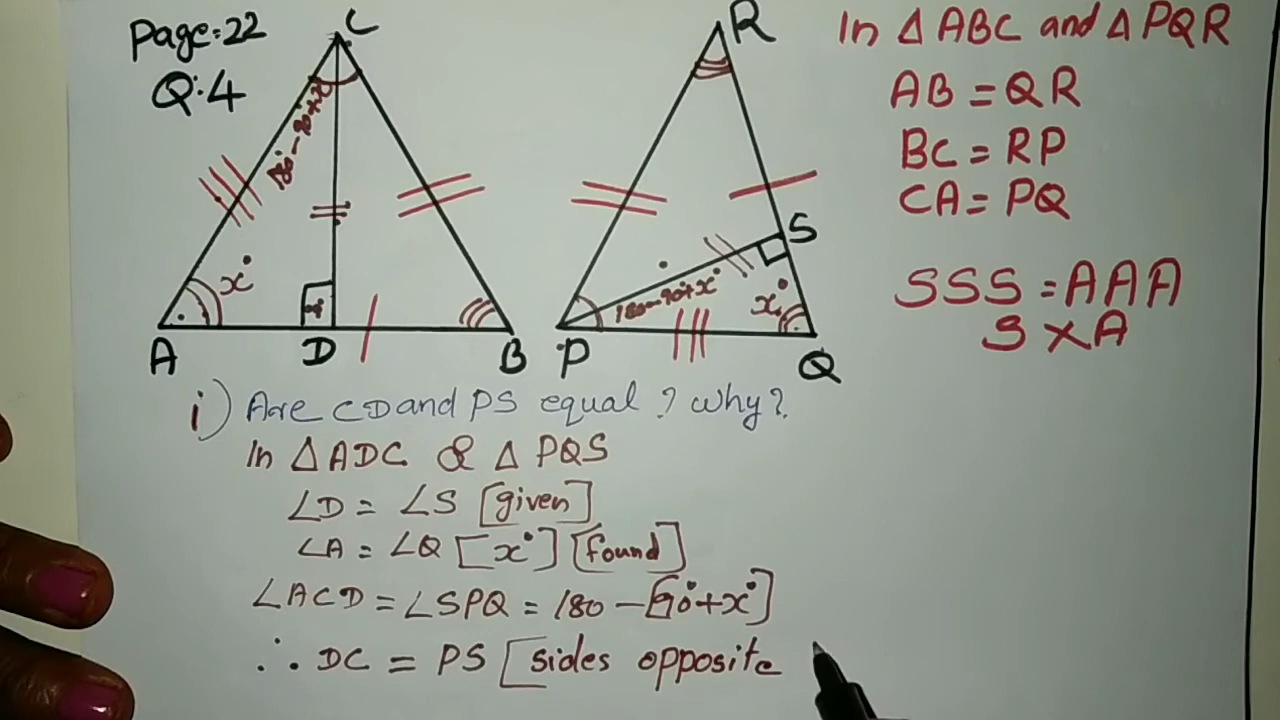 Page:22
Q:4
C
180°-90+x
x°
A
D
B
R
S
180-90+x°
x°
P
Q
In △ ABC and △ PQR
AB = QR
BC = RP
CA = PQ
SSS = AAA
S X A
i) Are CD and PS equal? Why?
In △ ADC & △ PQS
∠D = ∠S [given]
∠A = ∠Q [x°] [found]
∠ACD = ∠SPQ = 180 - [90°+x°]
∴ DC = PS [sides opposite